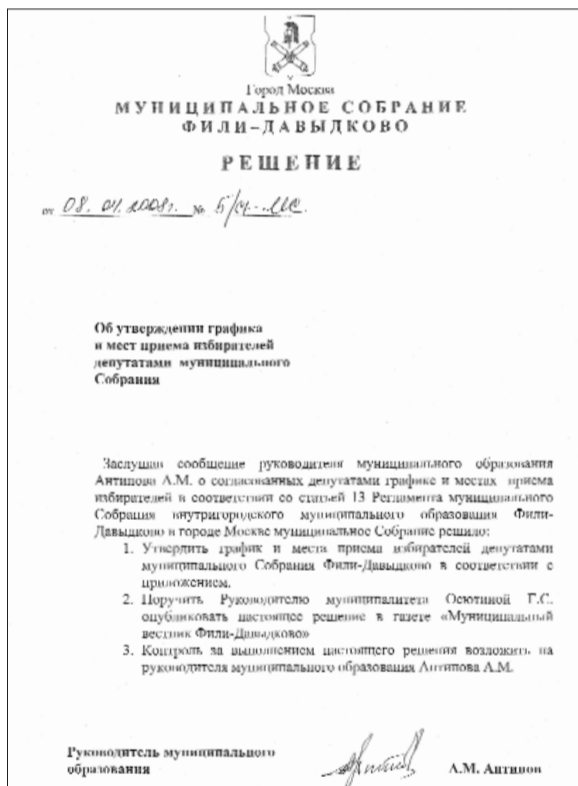 Город Москва
МУНИЦИПАЛЬНОЕ СОБРАНИЕ
ФИЛИ-ДАВЫДКОВО
РЕШЕНИЕ
от 08. 04. 2008г. №
Об утверждении графика
и мест приема избирателей
депутатами муниципального
Собрания
Заслушав сообщение руководителя муниципального образования
Антипова А.М. о согласованных депутатами графике и местах приема
избирателей в соответствии со статьей 13 Регламента муниципального
Собрания внутригородского муниципального образования Фили-
Давыдково в городе Москве муниципальное Собрание решило:
1. Утвердить график и места приема избирателей депутатами
муниципального Собрания Фили-Давыдково в соответствии с
приложением.
2. Поручить Руководителю муниципалитета Осютиной Г.С.
опубликовать настоящее решение в газете «Муниципальный
вестник Фили-Давыдково»
3. Контроль за выполнением настоящего решения возложить на
руководителя муниципального образования Антипова А.М.
Руководитель муниципального
образования А.М. Антипов